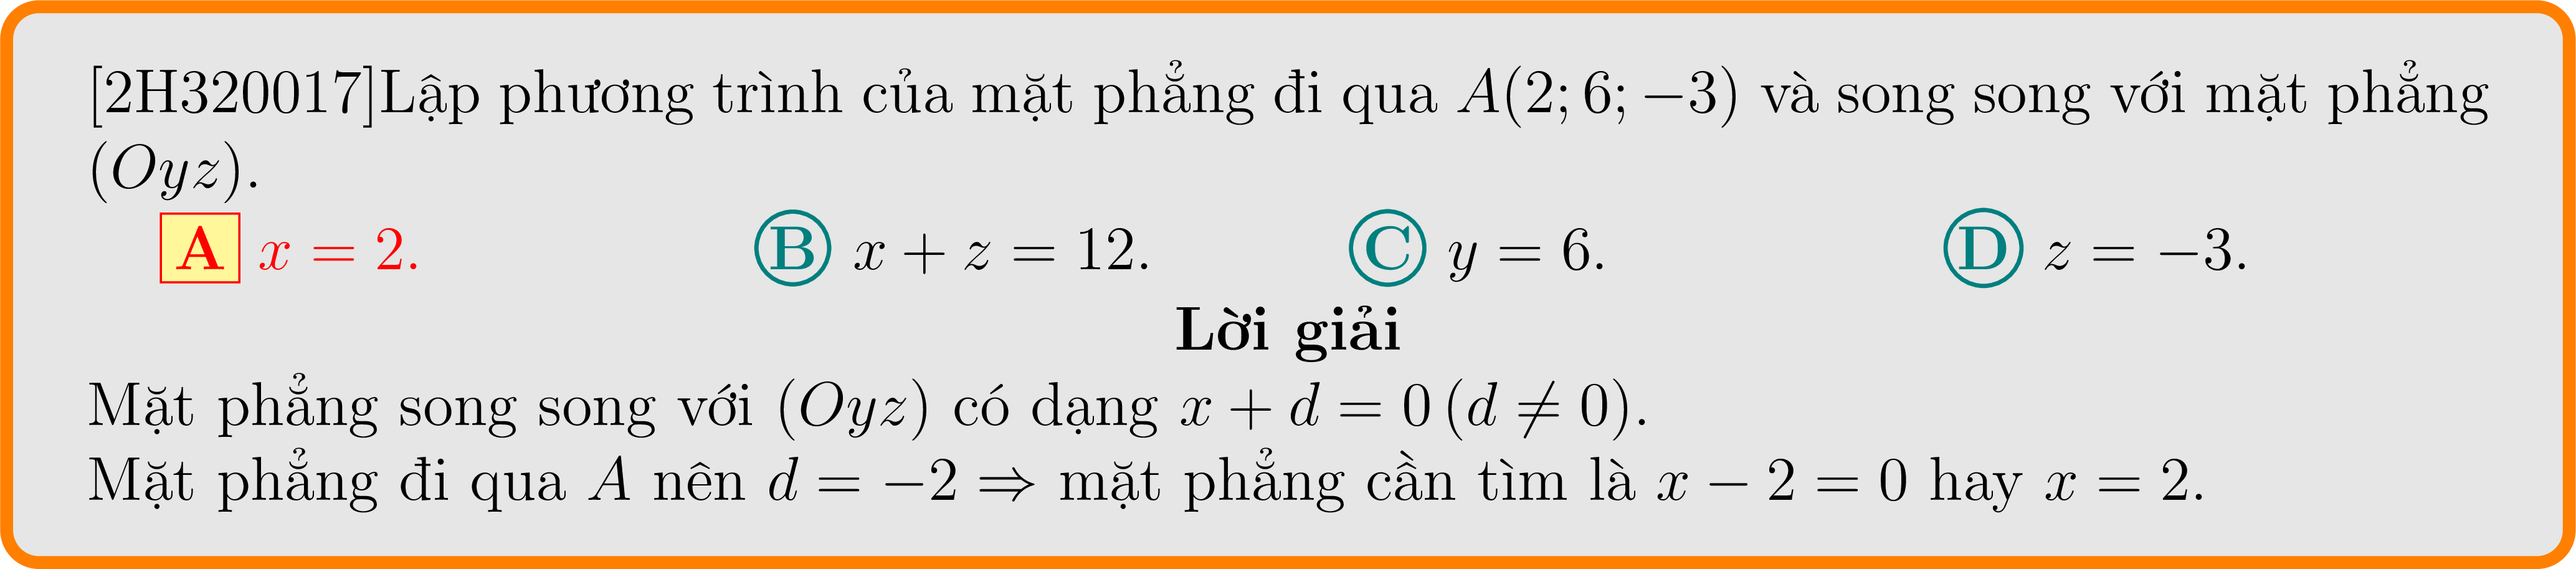 [2H320017]Lập phương trình của mặt phẳng đi qua A(2; 6; −3) và song song với mặt phẳng
(Oyz).
A x = 2. B x + z = 12. C y = 6. D z = −3.
Lời giải
Mặt phẳng song song với (Oyz) có dạng x + d = 0 (d ≠ 0).
Mặt phẳng đi qua A nên d = −2 ⇒ mặt phẳng cần tìm là x − 2 = 0 hay x = 2.